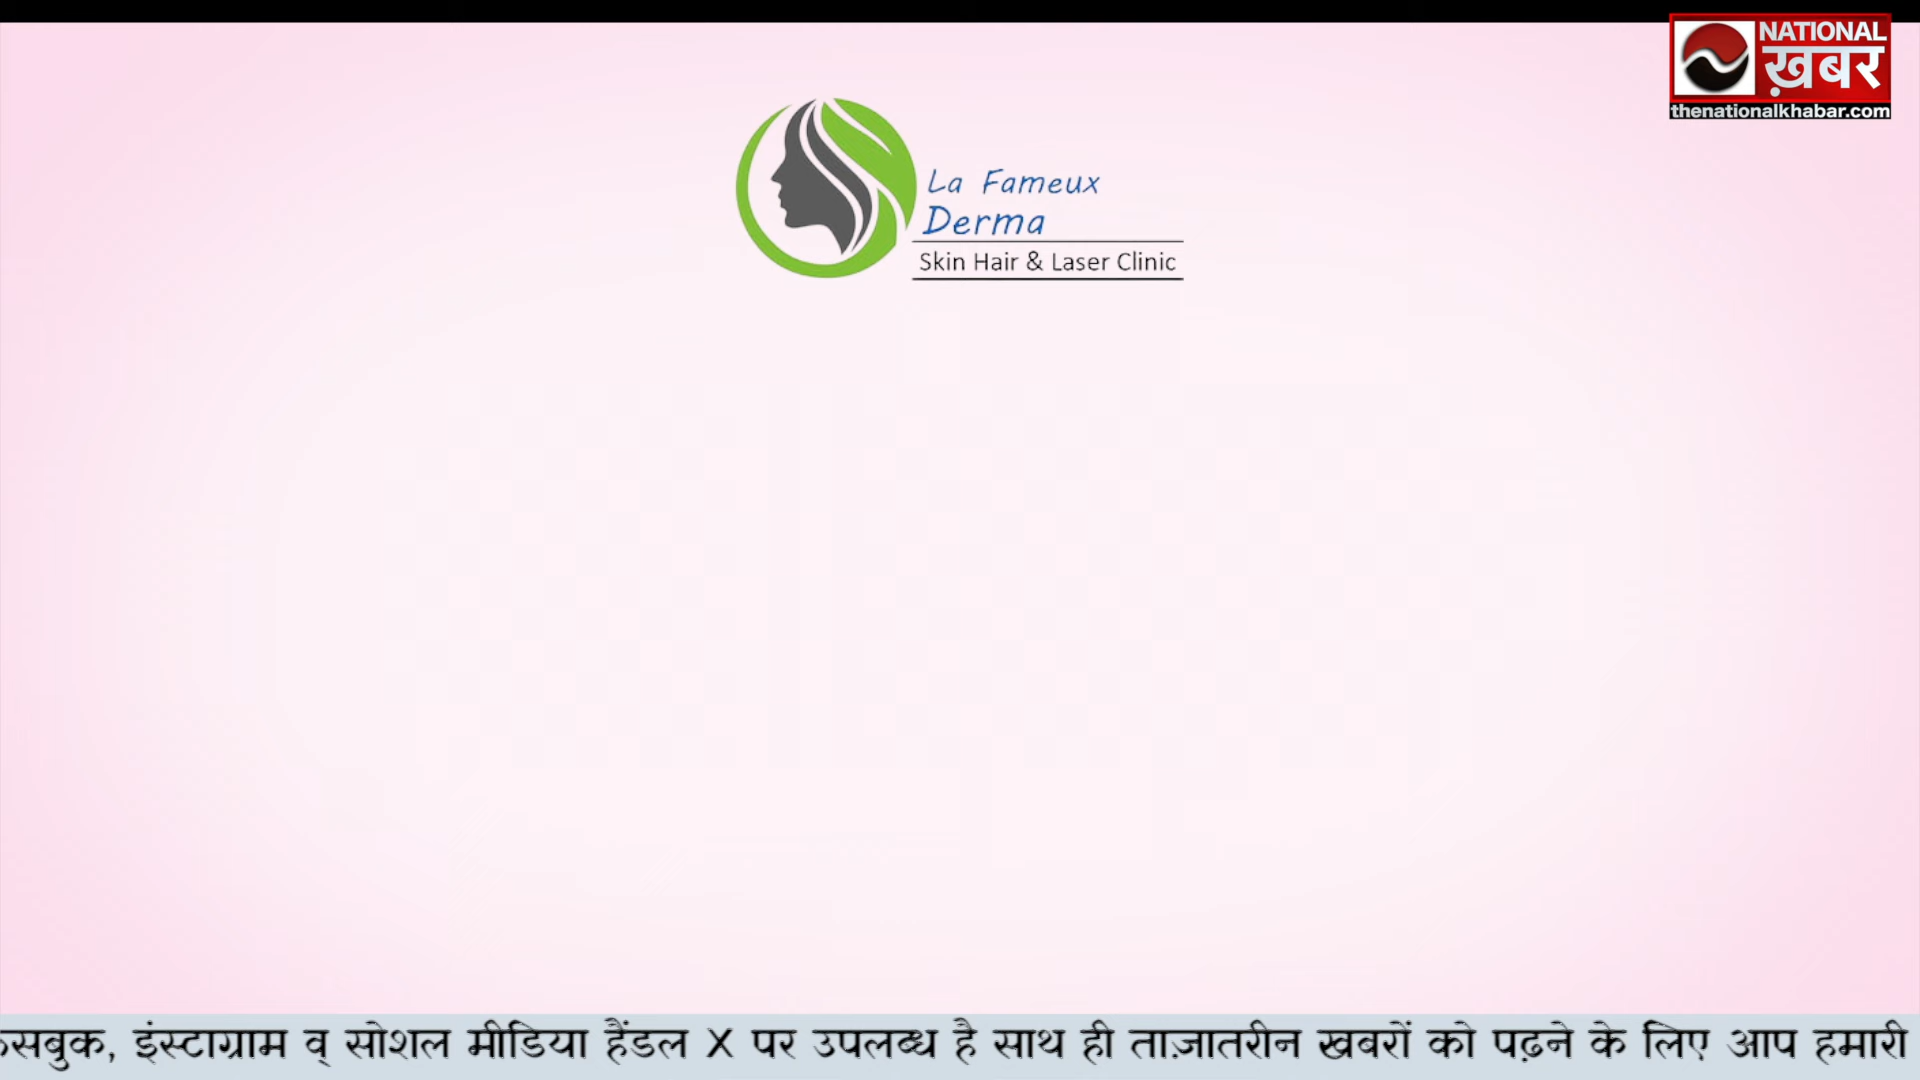 NATIONAL
ख़बर
thenationalkhabar.com
La Fameux
Derma
Skin Hair & Laser Clinic
इंस्टाग्राम व् सोशल मीडिया हैंडल X पर उपलब्ध है साथ ही ताज़ातरीन खबरों को पढ़ने के लिए आप हमारी